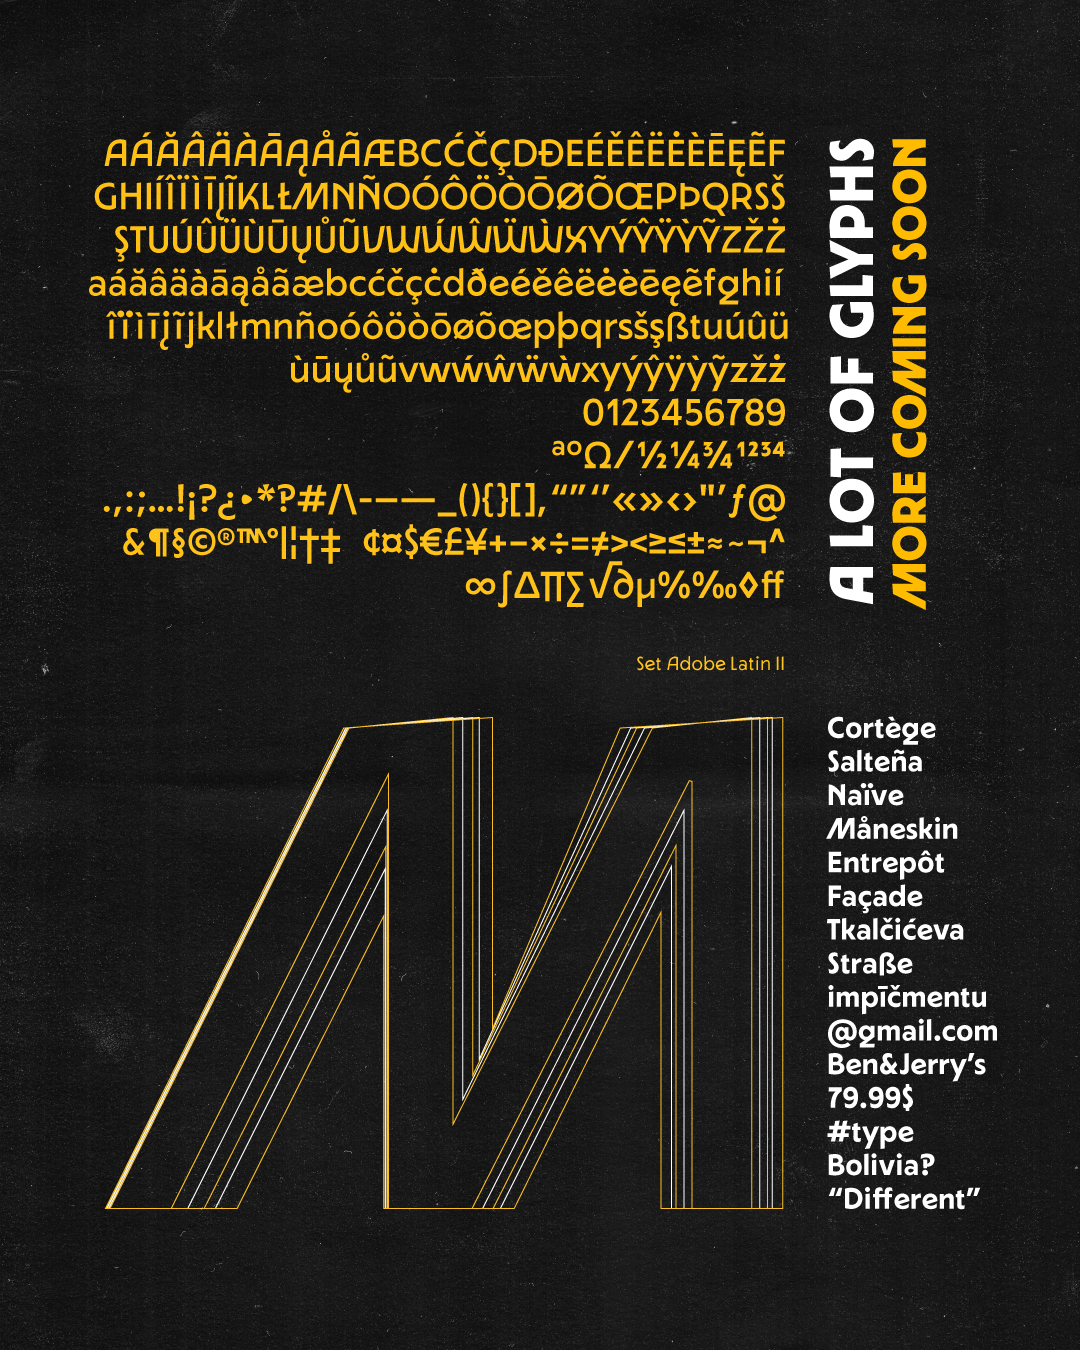 AÁĂÂÄÀĀĄÅÃÆBCĆČÇDĐEÉĚÊËĖÈĒĘẼF
GHIÍÎÏÌĪĮĨKLŁMNÑOÓÔÖÒŌØÕŒPÞQRSŠ
ŞTUÚÛÜÙŪŲŮŨVWẂŴẄẀXYÝŶŸỲỸZŽŻ
aáăâäàāąåãæbcćčçċdðeéěêëėèēęẽfghií
îïìīįĩjklłmnñoóôöòōøõœpþqrsšşßtuúûü
ùūųůũvwẃŵẅẁxyýŷÿỳỹzžż
0123456789
ªºΩ⁄½¼¾¹²³⁴
.,:;…!¡?¿•*?#/\-–—_(){}[]‚“”‘’«»‹›"'ƒ@
&¶§©®™°|¦†‡ ¢¤$€£¥+−×÷=≠><≥≤±≈~¬^
∞∫∆∏∑√∂µ%‰◊ff
A LOT OF GLYPHS
MORE COMING SOON
Set Adobe Latin II
M
Cortège
Salteña
Naïve
Måneskin
Entrepôt
Façade
Tkalčićeva
Straße
impīčmentu
@gmail.com
Ben&Jerry’s
79.99$
#type
Bolivia?
“Different”